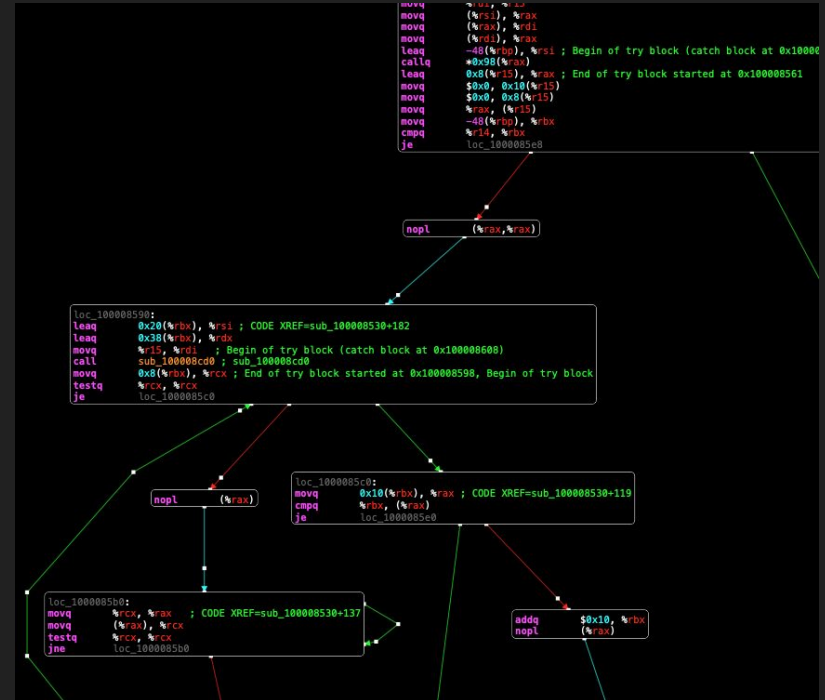 movq %rdi, %r15
movq (%rsi), %rax
movq (%rax), %rdi
movq (%rdi), %rax
leaq -48(%rbp), %rsi ; Begin of try block (catch block at 0x10000
callq *0x98(%rax)
leaq 0x8(%r15), %rax ; End of try block started at 0x100008561
movq $0x0, 0x10(%r15)
movq $0x0, 0x8(%r15)
movq %rax, (%r15)
movq -48(%rbp), %rbx
cmpq %r14, %rbx
je loc_1000085e8
nopl (%rax,%rax)
loc_100008590:
leaq 0x20(%rbx), %rsi ; CODE XREF=sub_100008530+182
leaq 0x38(%rbx), %rdx
movq %r15, %rdi ; Begin of try block (catch block at 0x100008608)
call sub_100008cd0 ; sub_100008cd0
movq 0x8(%rbx), %rcx ; End of try block started at 0x100008598, Begin of try block
testq %rcx, %rcx
je loc_1000085c0
nopl (%rax)
loc_1000085c0:
movq 0x10(%rbx), %rax ; CODE XREF=sub_100008530+119
cmpq %rbx, (%rax)
je loc_1000085e0
loc_1000085b0:
movq %rcx, %rax ; CODE XREF=sub_100008530+137
movq (%rax), %rcx
testq %rcx, %rcx
jne loc_1000085b0
addq $0x10, %rbx
nopl (%rax)